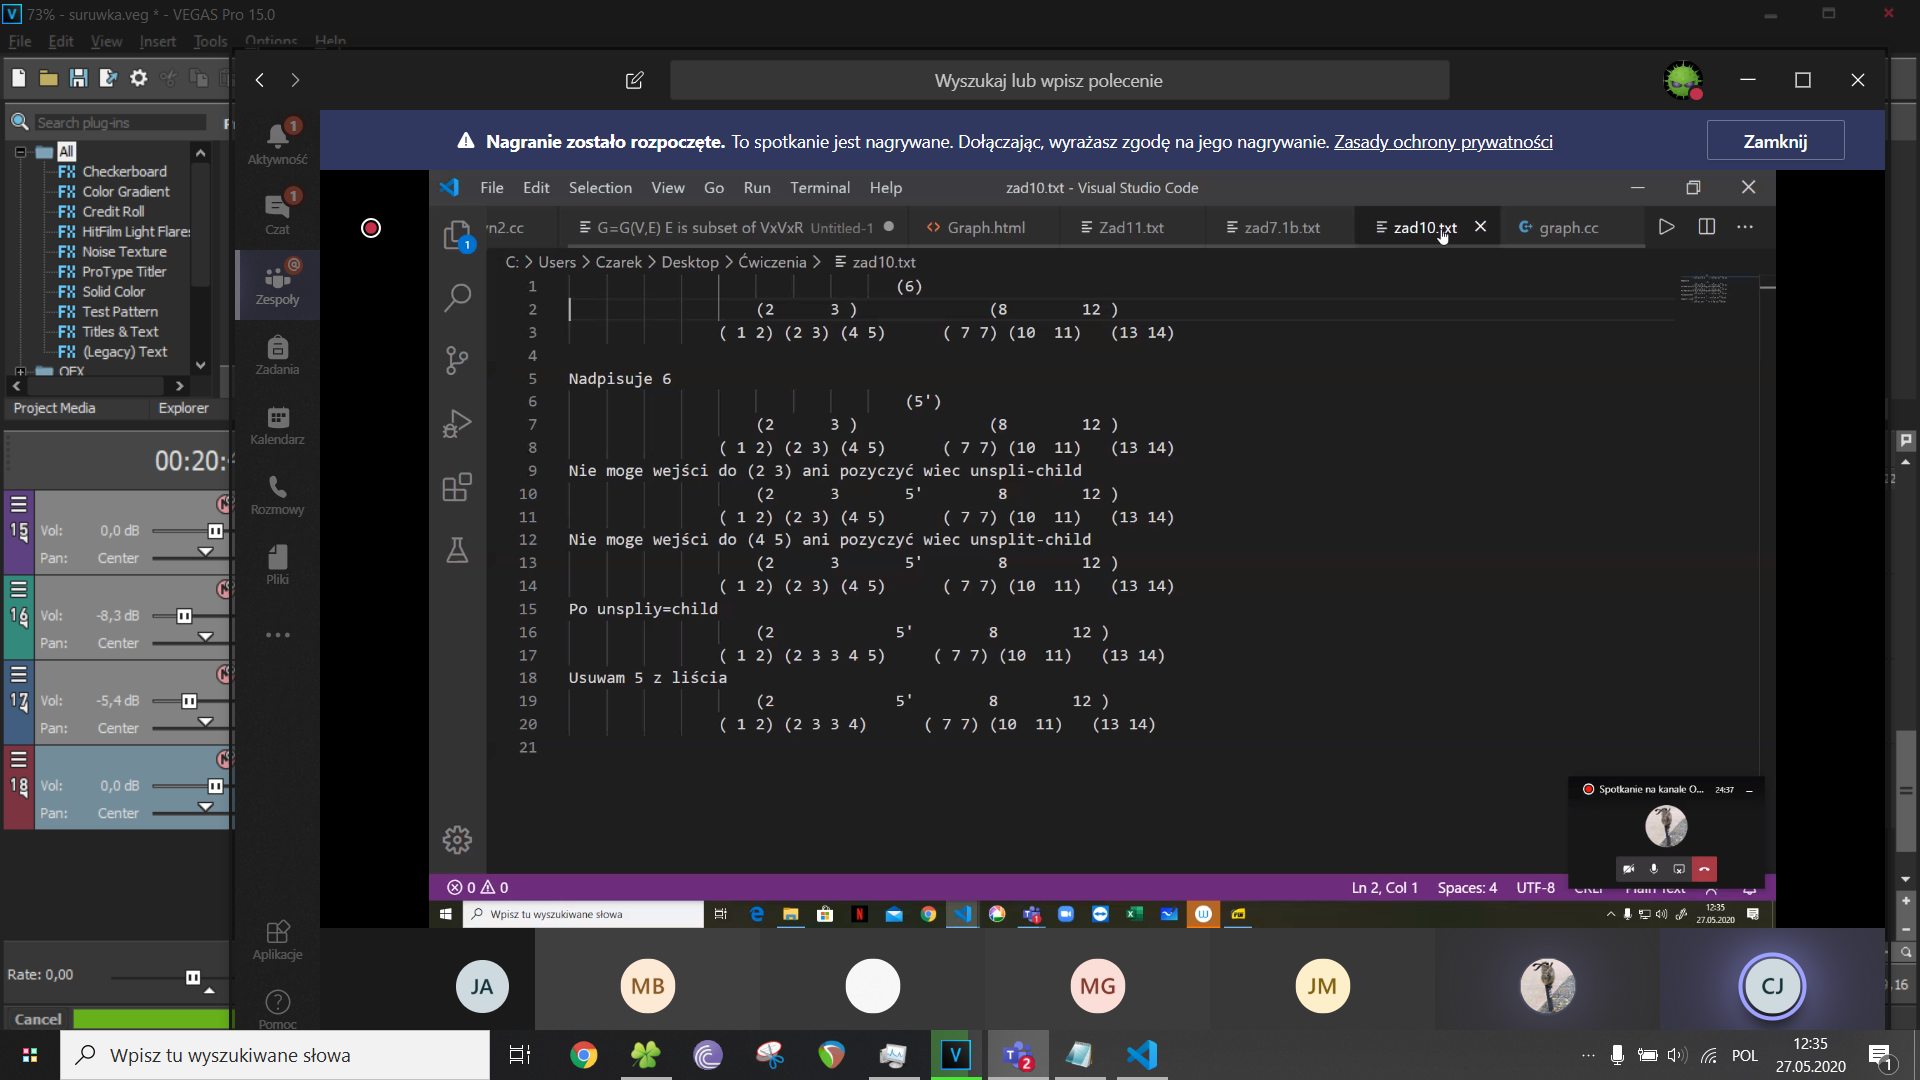 73% - suruwka.veg * - VEGAS Pro 15.0
File Edit View Insert Tools Options Help
Wyszukaj lub wpisz polecenie
Search plug-ins
All
Checkerboard
Color Gradient
Credit Roll
HitFilm Light Flares
Noise Texture
ProType Titler
Solid Color
Test Pattern
Titles & Text
(Legacy) Text
OFX
Project Media Explorer
00:20:
15
Vol: 0,0 dB
Pan: Center
16
Vol: -8,3 dB
Pan: Center
17
Vol: -5,4 dB
Pan: Center
18
Vol: 0,0 dB
Pan: Center
Rate: 0,00
Cancel
1
Aktywność
1
Czat
Zespoły
Zadania
Kalendarz
Rozmowy
Pliki
Aplikacje
Pomoc
Nagranie zostało rozpoczęte. To spotkanie jest nagrywane. Dołączając, wyrażasz zgodę na jego nagrywanie. Zasady ochrony prywatności
Zamknij
File Edit Selection View Go Run Terminal Help zad10.txt - Visual Studio Code
n2.cc G=G(V,E) E is subset of VxVxR Untitled-1 Graph.html Zad11.txt zad7.1b.txt zad10.txt graph.cc
1
C: > Users > Czarek > Desktop > Ćwiczenia > zad10.txt
1 (6)
2 (2 3 ) (8 12 )
3 ( 1 2) (2 3) (4 5) ( 7 7) (10 11) (13 14)
4
5 Nadpisuje 6
6 (5')
7 (2 3 ) (8 12 )
8 ( 1 2) (2 3) (4 5) ( 7 7) (10 11) (13 14)
9 Nie moge wejści do (2 3) ani pozyczyć wiec unspli-child
10 (2 3 5' 8 12 )
11 ( 1 2) (2 3) (4 5) ( 7 7) (10 11) (13 14)
12 Nie moge wejści do (4 5) ani pozyczyć wiec unsplit-child
13 (2 3 5' 8 12 )
14 ( 1 2) (2 3) (4 5) ( 7 7) (10 11) (13 14)
15 Po unspliy=child
16 (2 5' 8 12 )
17 ( 1 2) (2 3 3 4 5) ( 7 7) (10 11) (13 14)
18 Usuwam 5 z liścia
19 (2 5' 8 12 )
20 ( 1 2) (2 3 3 4) ( 7 7) (10 11) (13 14)
21
Spotkanie na kanale O... 24:37
0 0 Ln 2, Col 1 Spaces: 4 UTF-8 CRLF Plain Text
Wpisz tu wyszukiwane słowa
12:35
27.05.2020
JA MB MG JM CJ
Wpisz tu wyszukiwane słowa
2
POL
12:35
27.05.2020
1